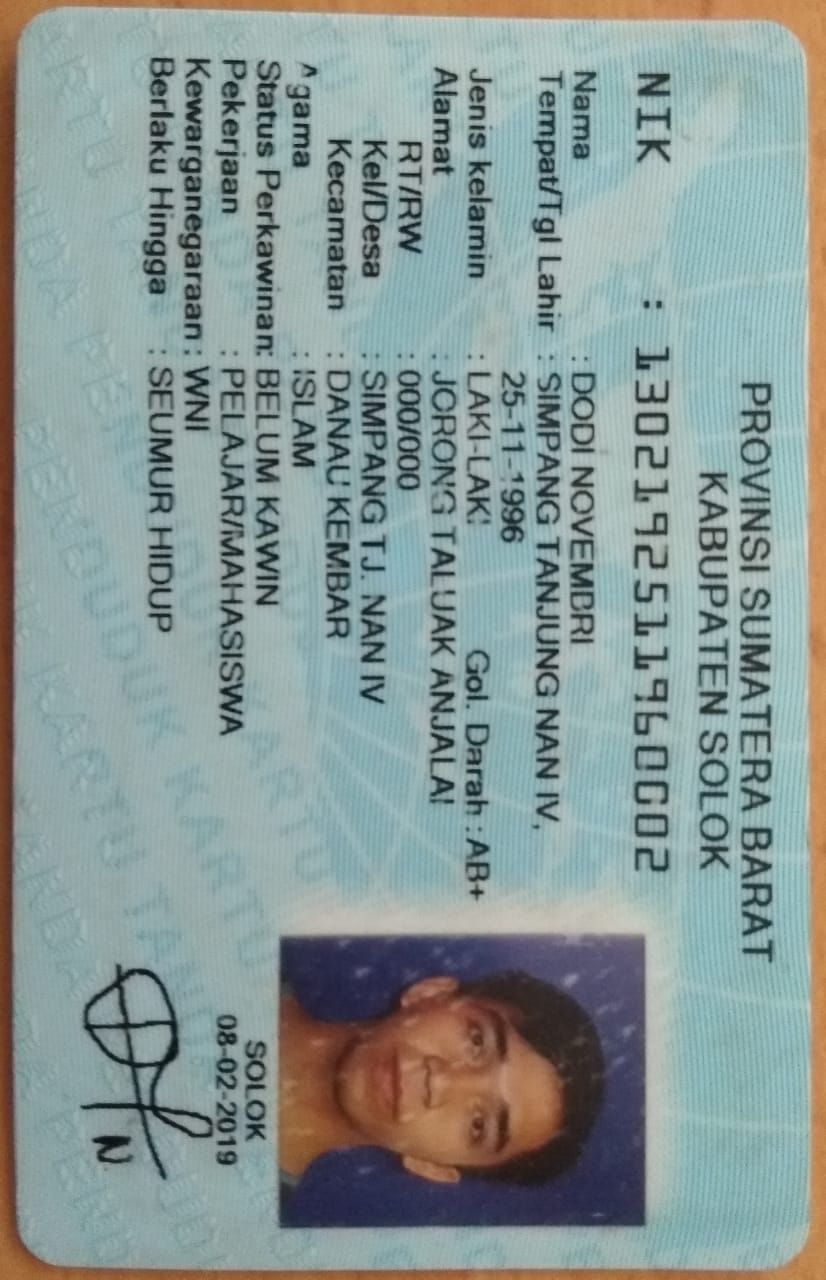 PROVINSI SUMATERA BARAT
KABUPATEN SOLOK
NIK : 1302192511960002
Nama : DODI NOVEMBRI
Tempat/Tgl Lahir : SIMPANG TANJUNG NAN IV,
25-11-1996
Jenis kelamin : LAKI-LAKI Gol. Darah : AB+
Alamat : JORONG TALUAK ANJALAI
RT/RW : 000/000
Kel/Desa : SIMPANG TJ. NAN IV
Kecamatan : DANAU KEMBAR
Agama : ISLAM
Status Perkawinan: BELUM KAWIN
Pekerjaan : PELAJAR/MAHASISWA
Kewarganegaraan : WNI
Berlaku Hingga : SEUMUR HIDUP
SOLOK
08-02-2019